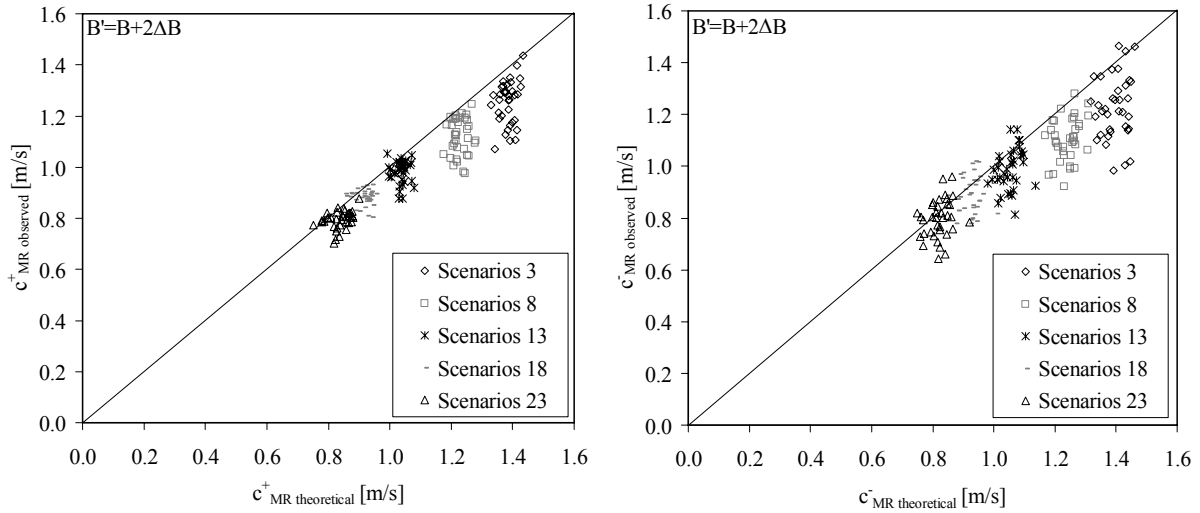 B'=B+2ΔB
1.6
1.4
1.2
1.0
0.8
0.6
0.4
0.2
0.0
c⁺MR observed [m/s]
Scenarios 3
Scenarios 8
Scenarios 13
Scenarios 18
Scenarios 23
0.0 0.2 0.4 0.6 0.8 1.0 1.2 1.4 1.6
c⁺MR theoretical [m/s]
B'=B+2ΔB
1.6
1.4
1.2
1.0
0.8
0.6
0.4
0.2
0.0
c⁻MR observed [m/s]
Scenarios 3
Scenarios 8
Scenarios 13
Scenarios 18
Scenarios 23
0.0 0.2 0.4 0.6 0.8 1.0 1.2 1.4 1.6
c⁻MR theoretical [m/s]